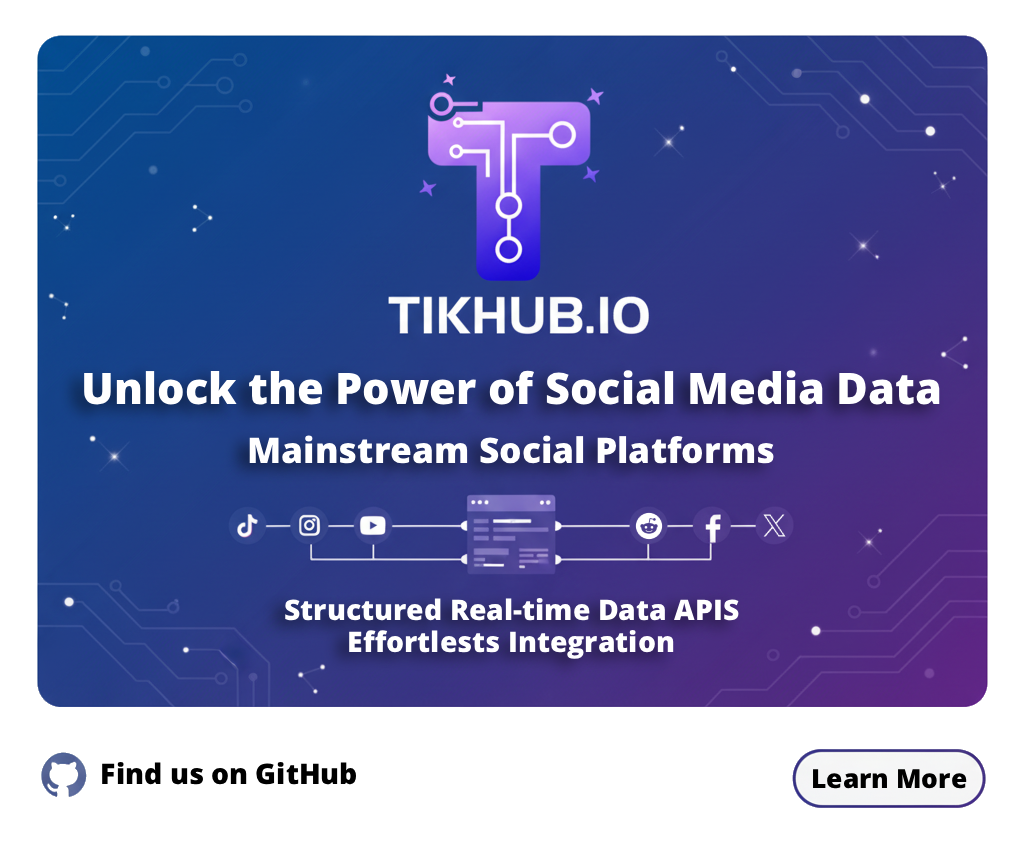 TIKHUB.IO
Unlock the Power of Social Media Data
Mainstream Social Platforms
Structured Real-time Data APIS
Effortlests Integration
Find us on GitHub
Learn More